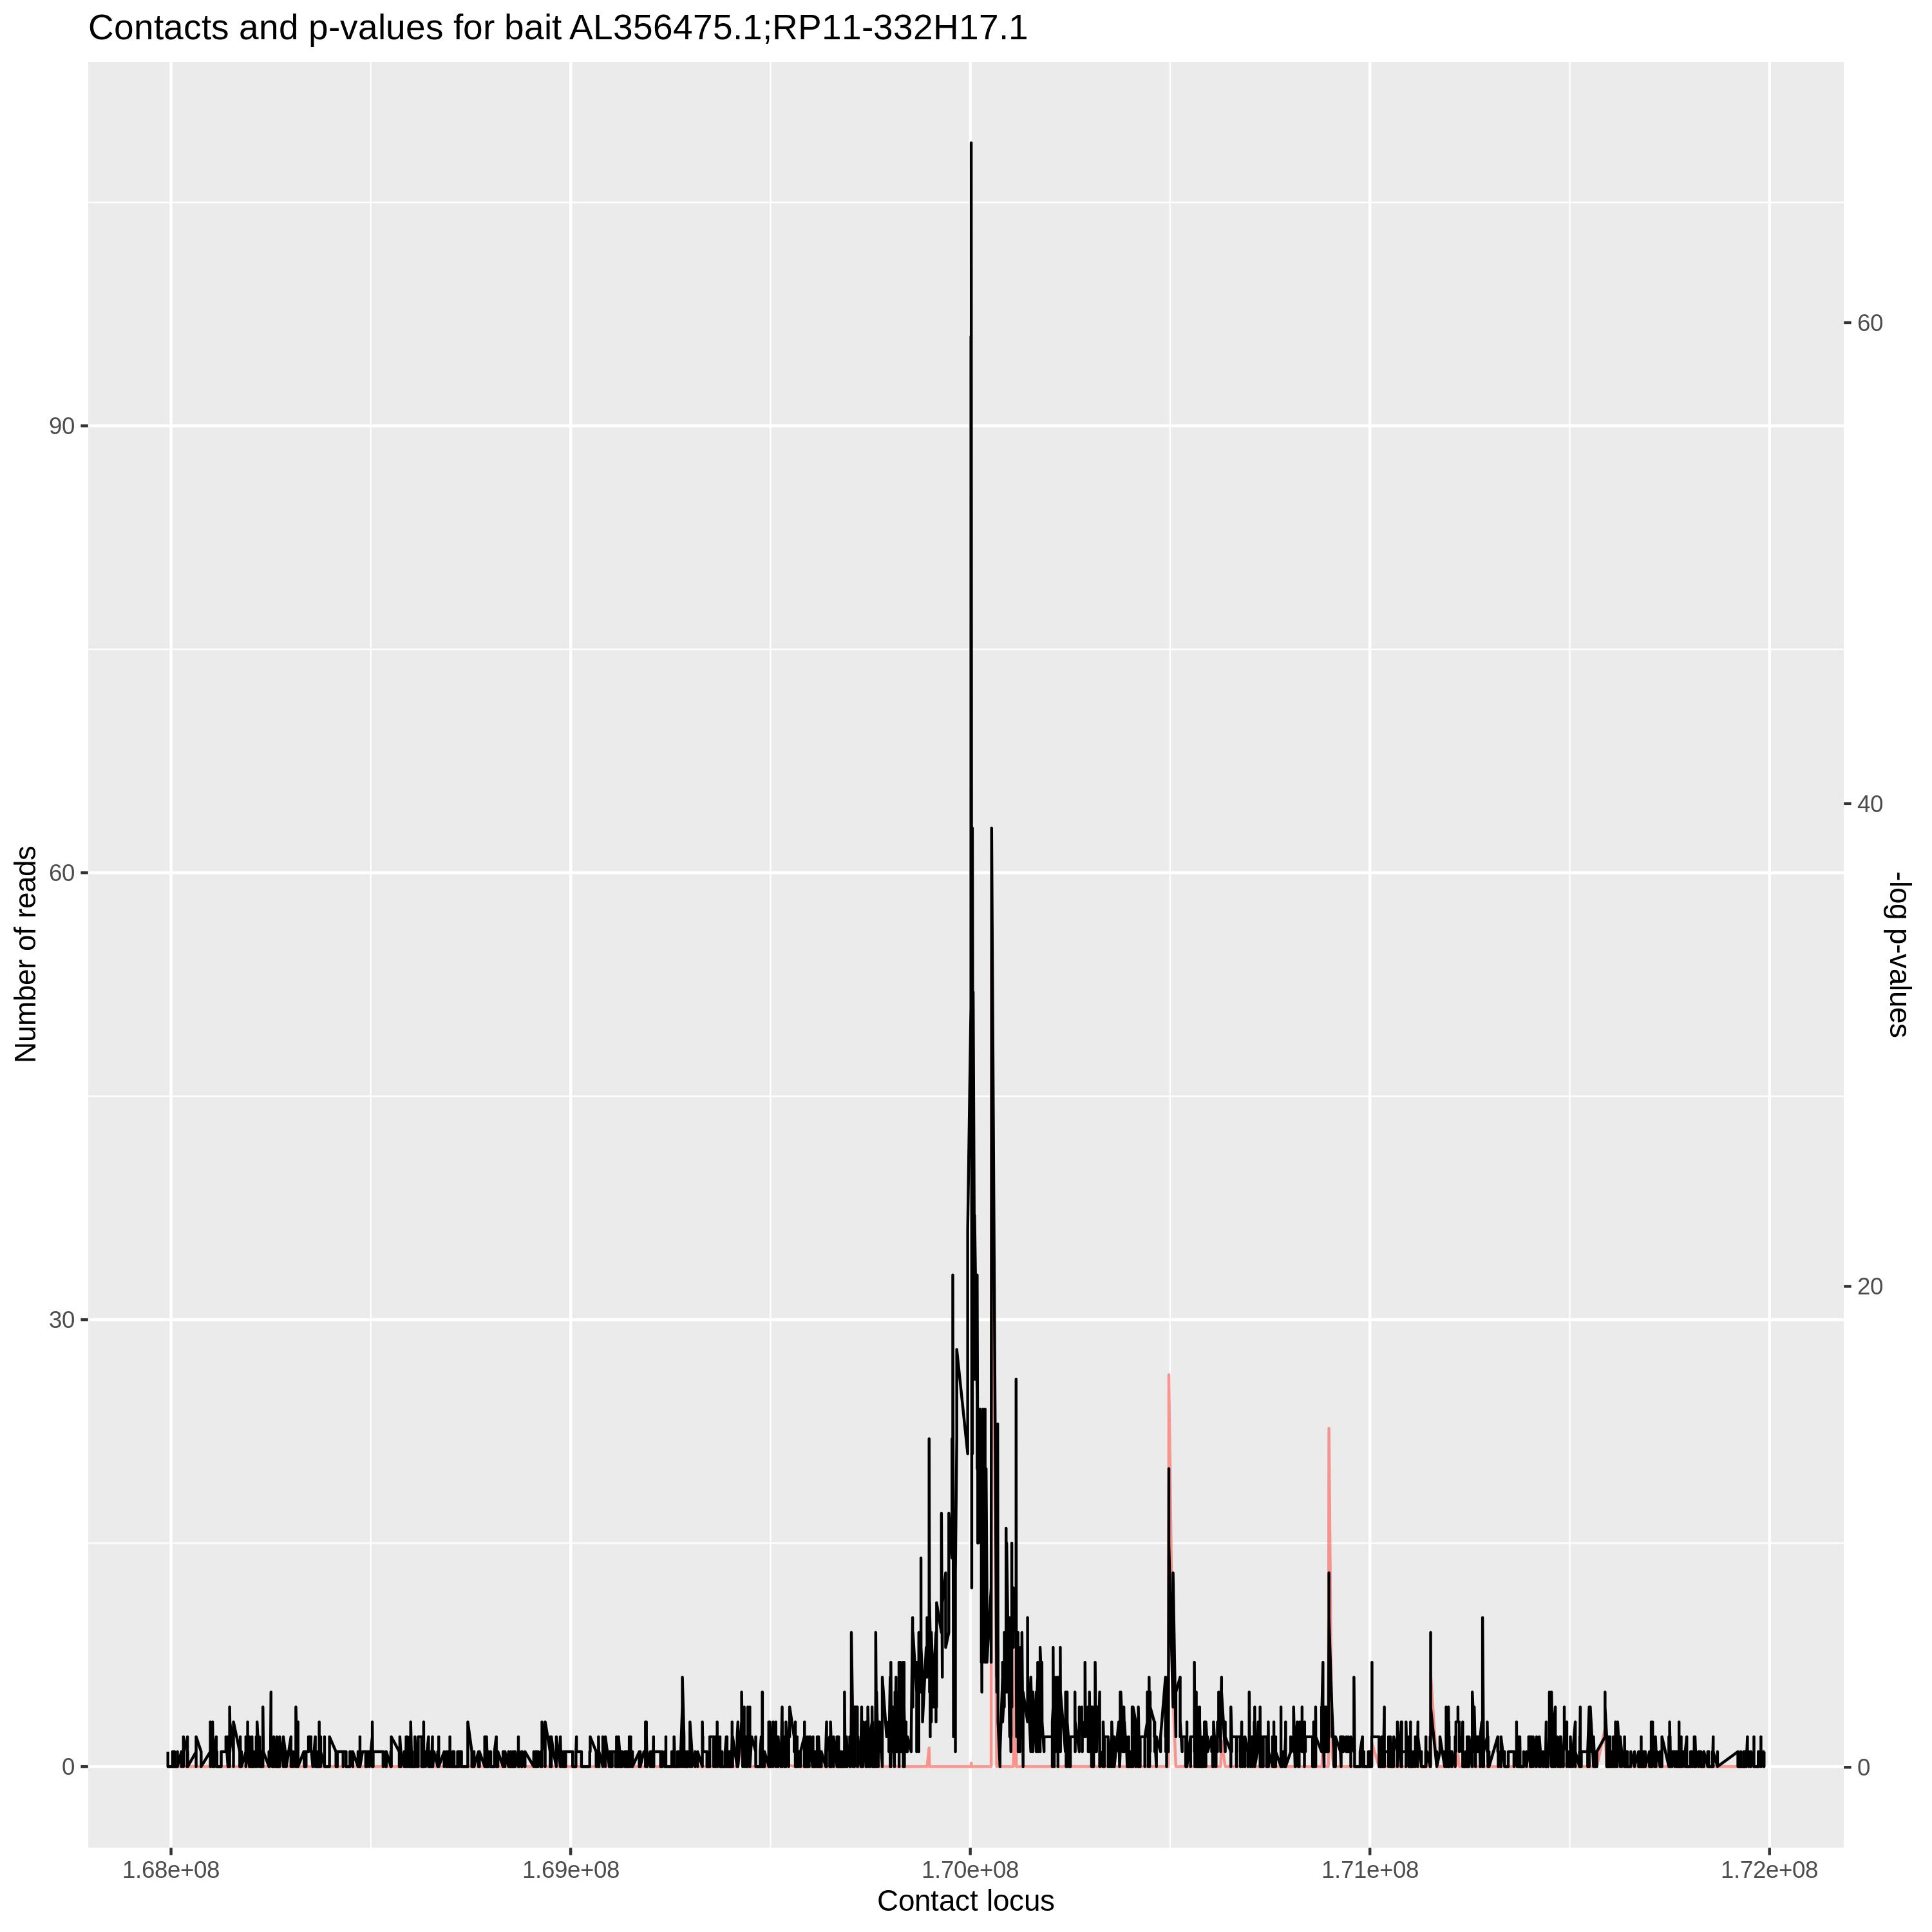 Contacts and p-values for bait AL356475.1;RP11-332H17.1
Number of reads
90
60
30
0
60
40
20
0
-log p-values
1.68e+08 1.69e+08 1.70e+08 1.71e+08 1.72e+08
Contact locus